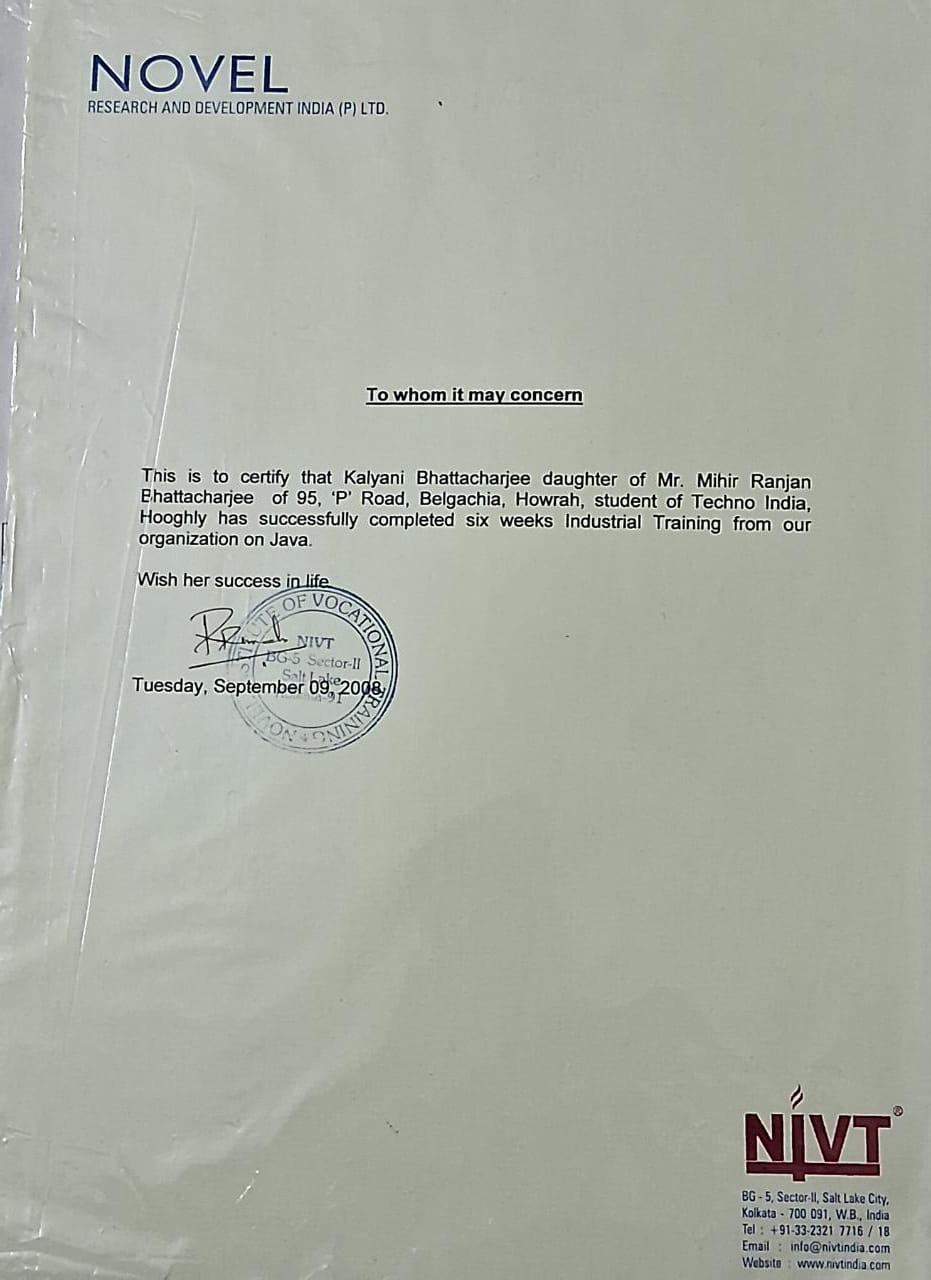 NOVEL
RESEARCH AND DEVELOPMENT INDIA (P) LTD.
To whom it may concern
This is to certify that Kalyani Bhattacharjee daughter of Mr. Mihir Ranjan
Bhattacharjee of 95, ‘P’ Road, Belgachia, Howrah, student of Techno India,
Hooghly has successfully completed six weeks Industrial Training from our
organization on Java.
Wish her success in life
OF VOCATIONAL TRAINING * NOVEL
NIVT
BG-5 Sector-II
Salt Lake
Tuesday, September 09, 2008
NIVT®
BG - 5, Sector-II, Salt Lake City,
Kolkata - 700 091, W.B., India
Tel : +91-33-2321 7716 / 18
Email : info@nivtindia.com
Website : www.nivtindia.com